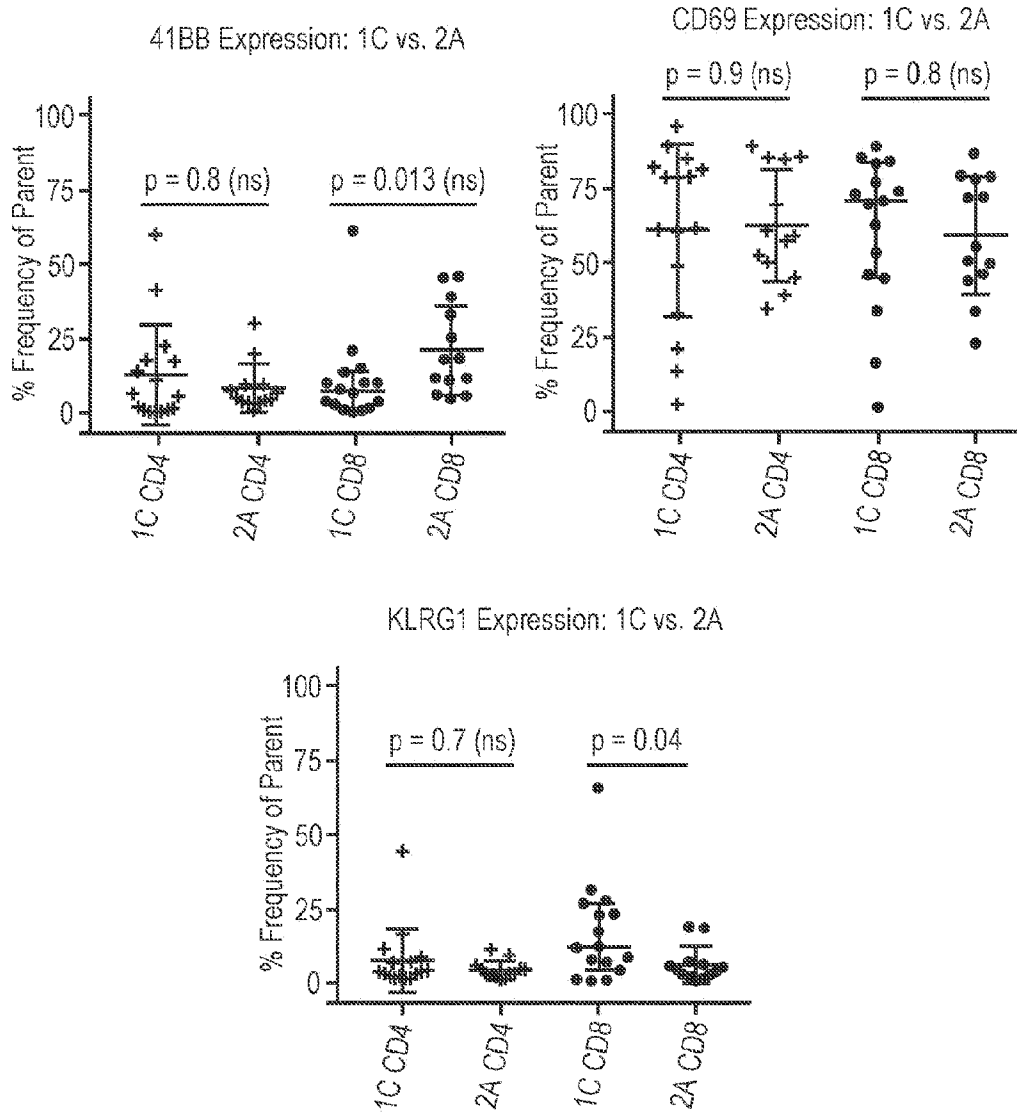 41BB Expression: 1C vs. 2A
% Frequency of Parent
100
75
50
25
0
p = 0.8 (ns)
p = 0.013 (ns)
1C CD4
2A CD4
1C CD8
2A CD8
CD69 Expression: 1C vs. 2A
% Frequency of Parent
100
75
50
25
0
p = 0.9 (ns)
p = 0.8 (ns)
1C CD4
2A CD4
1C CD8
2A CD8
KLRG1 Expression: 1C vs. 2A
% Frequency of Parent
100
75
50
25
0
p = 0.7 (ns)
p = 0.04
1C CD4
2A CD4
1C CD8
2A CD8